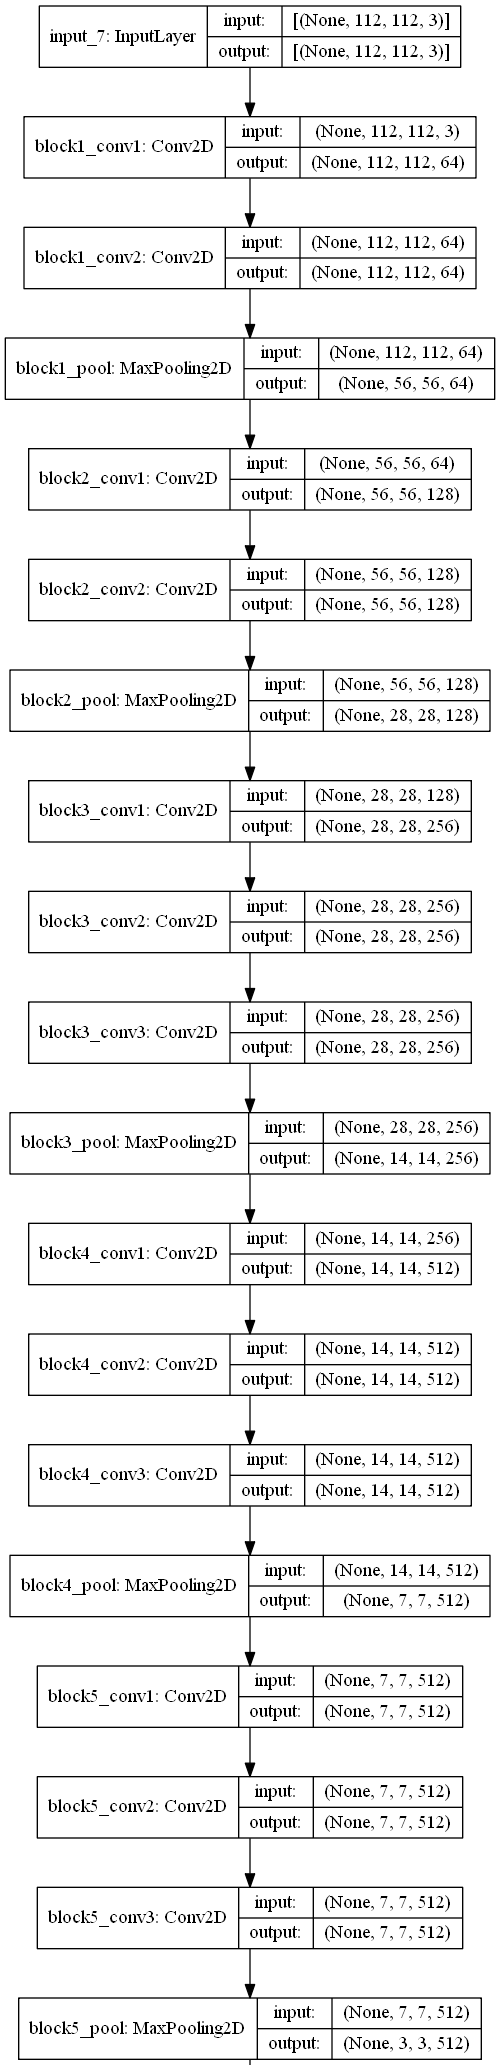 input_7: InputLayer
input: [(None, 112, 112, 3)]
output: [(None, 112, 112, 3)]
block1_conv1: Conv2D
input: (None, 112, 112, 3)
output: (None, 112, 112, 64)
block1_conv2: Conv2D
input: (None, 112, 112, 64)
output: (None, 112, 112, 64)
block1_pool: MaxPooling2D
input: (None, 112, 112, 64)
output: (None, 56, 56, 64)
block2_conv1: Conv2D
input: (None, 56, 56, 64)
output: (None, 56, 56, 128)
block2_conv2: Conv2D
input: (None, 56, 56, 128)
output: (None, 56, 56, 128)
block2_pool: MaxPooling2D
input: (None, 56, 56, 128)
output: (None, 28, 28, 128)
block3_conv1: Conv2D
input: (None, 28, 28, 128)
output: (None, 28, 28, 256)
block3_conv2: Conv2D
input: (None, 28, 28, 256)
output: (None, 28, 28, 256)
block3_conv3: Conv2D
input: (None, 28, 28, 256)
output: (None, 28, 28, 256)
block3_pool: MaxPooling2D
input: (None, 28, 28, 256)
output: (None, 14, 14, 256)
block4_conv1: Conv2D
input: (None, 14, 14, 256)
output: (None, 14, 14, 512)
block4_conv2: Conv2D
input: (None, 14, 14, 512)
output: (None, 14, 14, 512)
block4_conv3: Conv2D
input: (None, 14, 14, 512)
output: (None, 14, 14, 512)
block4_pool: MaxPooling2D
input: (None, 14, 14, 512)
output: (None, 7, 7, 512)
block5_conv1: Conv2D
input: (None, 7, 7, 512)
output: (None, 7, 7, 512)
block5_conv2: Conv2D
input: (None, 7, 7, 512)
output: (None, 7, 7, 512)
block5_conv3: Conv2D
input: (None, 7, 7, 512)
output: (None, 7, 7, 512)
block5_pool: MaxPooling2D
input: (None, 7, 7, 512)
output: (None, 3, 3, 512)